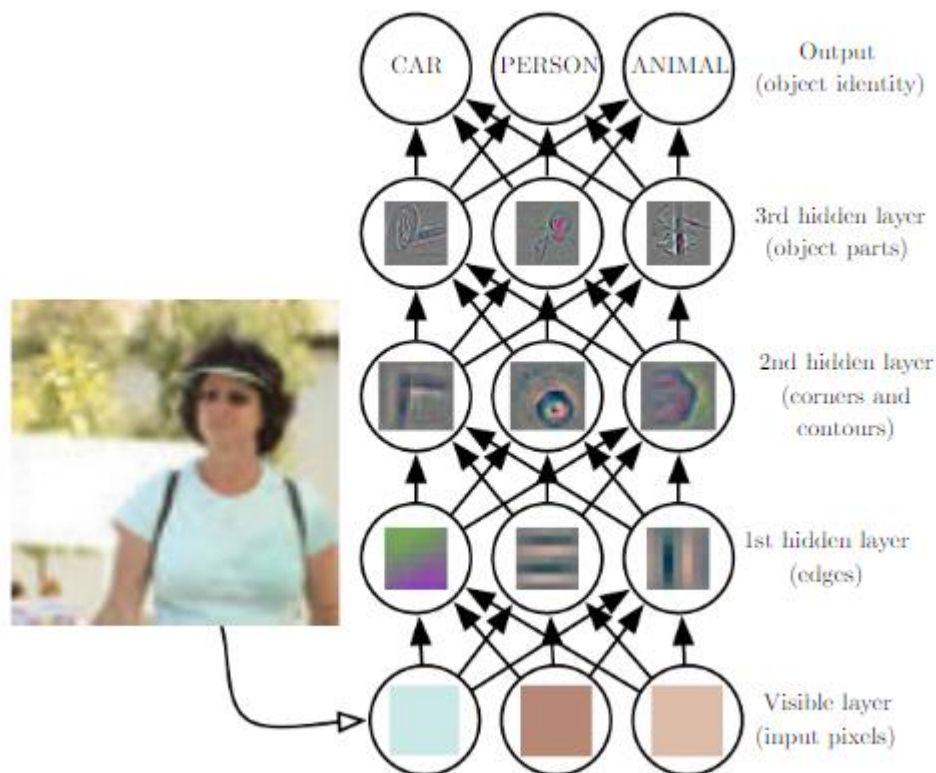 CAR PERSON ANIMAL
Output
(object identity)
3rd hidden layer
(object parts)
2nd hidden layer
(corners and
contours)
1st hidden layer
(edges)
Visible layer
(input pixels)